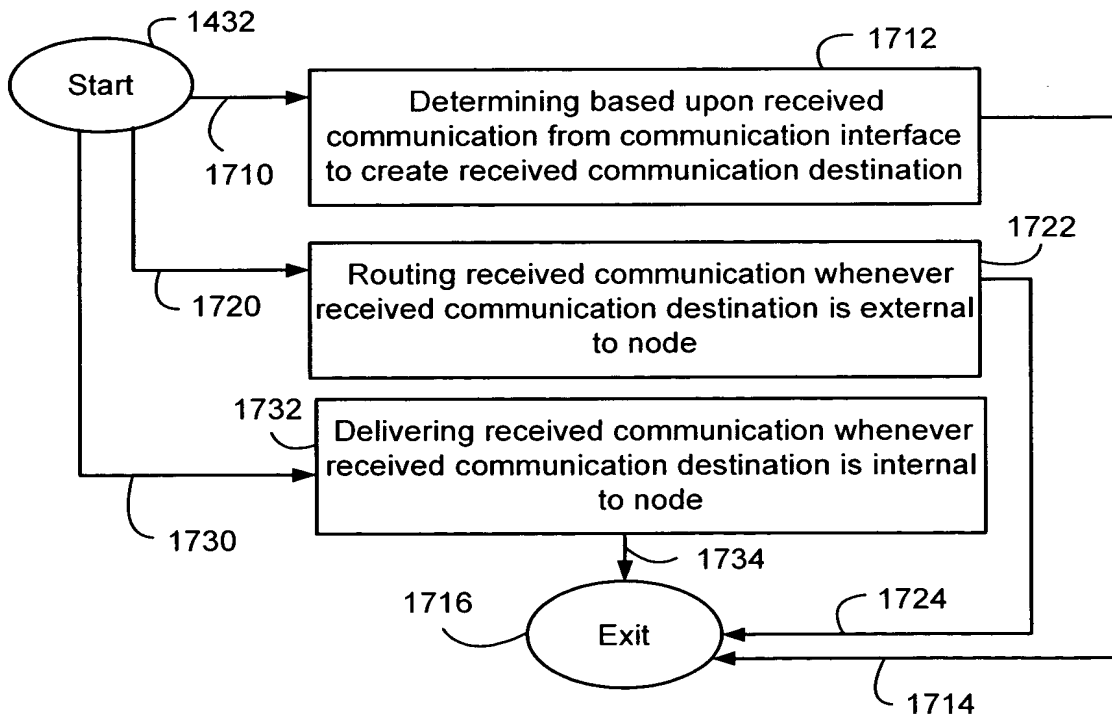 1432
Start
1712
Determining based upon received
communication from communication interface
to create received communication destination
1710
1722
Routing received communication whenever
received communication destination is external
to node
1720
1732
Delivering received communication whenever
received communication destination is internal
to node
1730
1734
1716
Exit
1724
1714